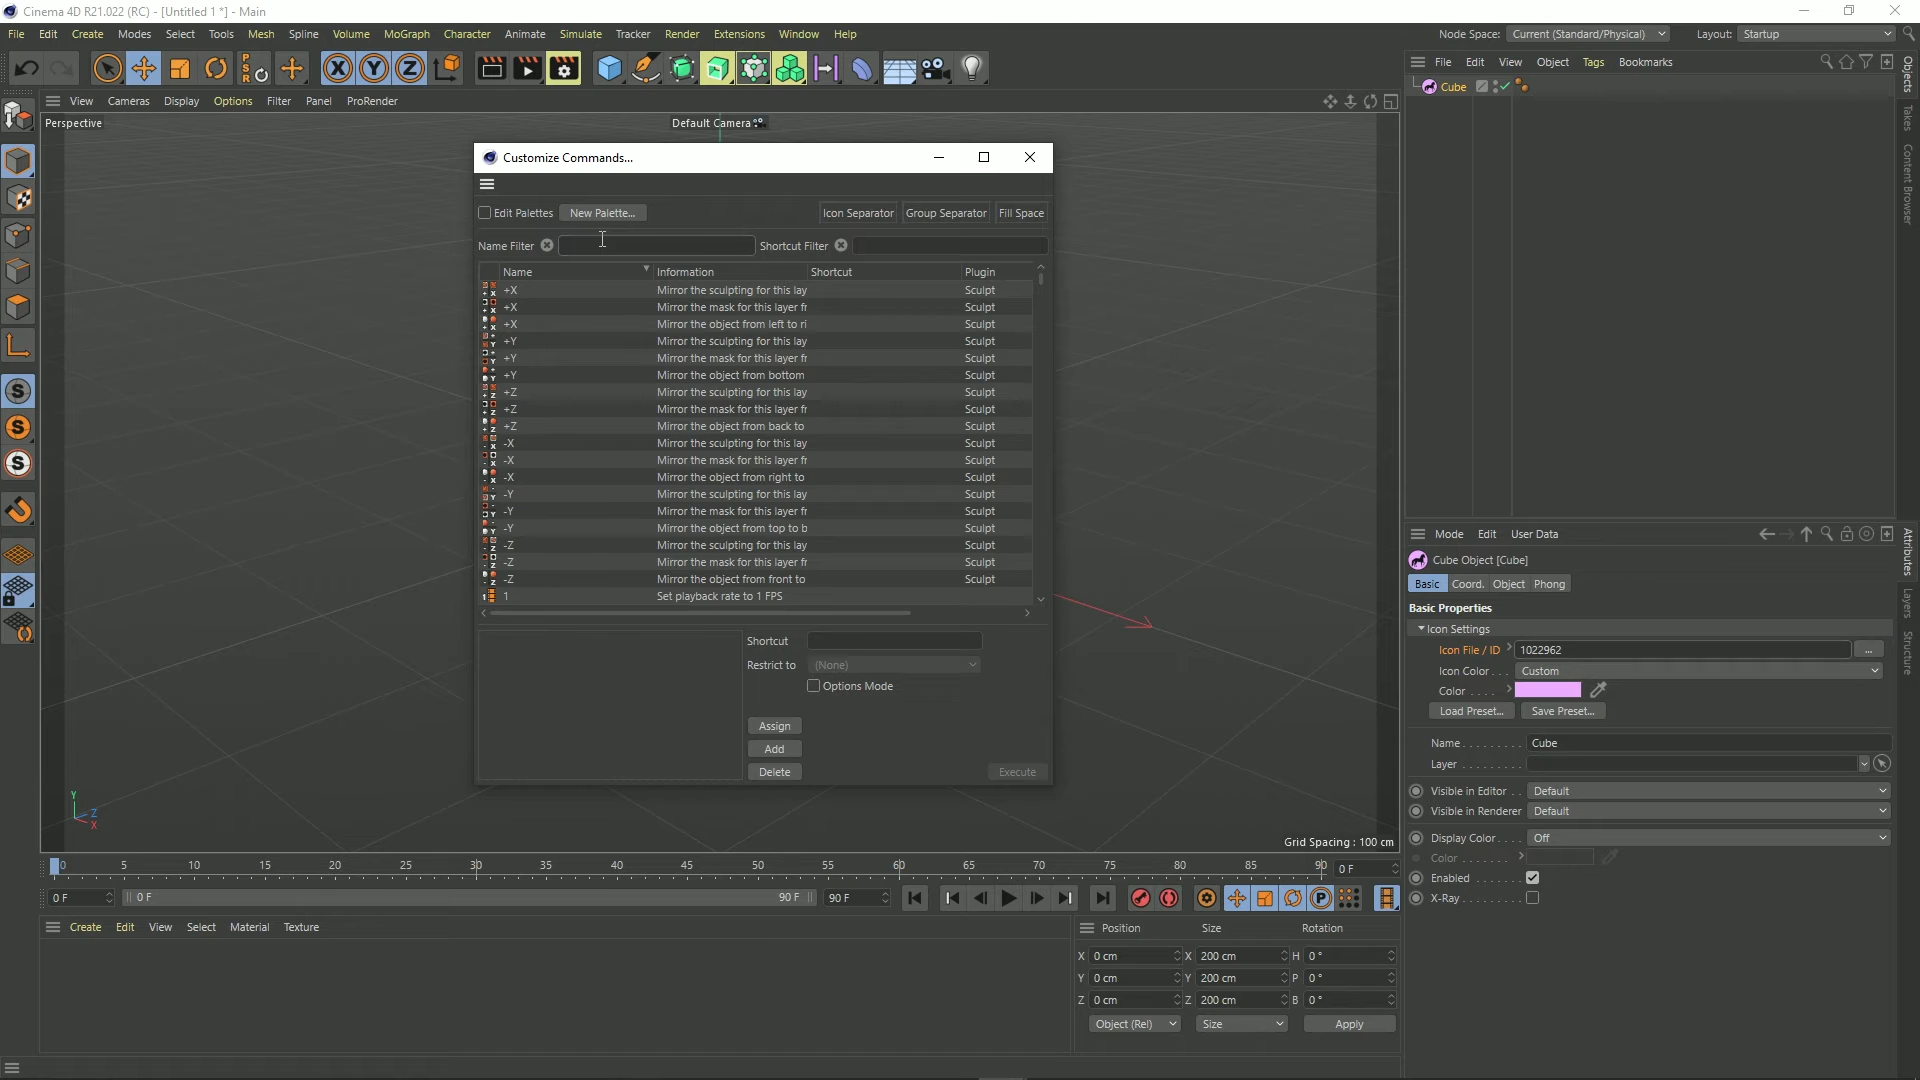 Cinema 4D R21.022 (RC) - [Untitled 1 *] - Main
File Edit Create Modes Select Tools Mesh Spline Volume MoGraph Character Animate Simulate Tracker Render Extensions Window Help
Node Space: Current (Standard/Physical) Layout: Startup
File Edit View Object Tags Bookmarks
Cube
View Cameras Display Options Filter Panel ProRender
Perspective
Default Camera
Customize Commands...
Edit Palettes New Palette... Icon Separator Group Separator Fill Space
Name Filter Shortcut Filter
Name Information Shortcut Plugin
+X Mirror the sculpting for this lay Sculpt
+X Mirror the mask for this layer fr Sculpt
+X Mirror the object from left to ri Sculpt
+Y Mirror the sculpting for this lay Sculpt
+Y Mirror the mask for this layer fr Sculpt
+Y Mirror the object from bottom Sculpt
+Z Mirror the sculpting for this lay Sculpt
+Z Mirror the mask for this layer fr Sculpt
+Z Mirror the object from back to Sculpt
-X Mirror the sculpting for this lay Sculpt
-X Mirror the mask for this layer fr Sculpt
-X Mirror the object from right to Sculpt
-Y Mirror the sculpting for this lay Sculpt
-Y Mirror the mask for this layer fr Sculpt
-Y Mirror the object from top to b Sculpt
-Z Mirror the sculpting for this lay Sculpt
-Z Mirror the mask for this layer fr Sculpt
-Z Mirror the object from front to Sculpt
1 Set playback rate to 1 FPS
Shortcut
Restrict to (None)
Options Mode
Assign
Add
Delete
Execute
Y
Z
X
Grid Spacing : 100 cm
0 5 10 15 20 25 30 35 40 45 50 55 60 65 70 75 80 85 90 0 F
0 F 0 F 90 F 90 F
Create Edit View Select Material Texture
Position Size Rotation
X 0 cm X 200 cm H 0 °
Y 0 cm Y 200 cm P 0 °
Z 0 cm Z 200 cm B 0 °
Object (Rel) Size Apply
Mode Edit User Data
Cube Object [Cube]
Basic Coord. Object Phong
Basic Properties
Icon Settings
Icon File / ID 1022962 ...
Icon Color . . . Custom
Color . . . .
Load Preset... Save Preset...
Name . . . . . . . . Cube
Layer . . . . . . . .
Visible in Editor . . Default
Visible in Renderer Default
Display Color . . . Off
Color . . . . . . .
Enabled . . . . . . .
X-Ray . . . . . . . .
Objects
Takes
Content Browser
Attributes
Layers
Structure